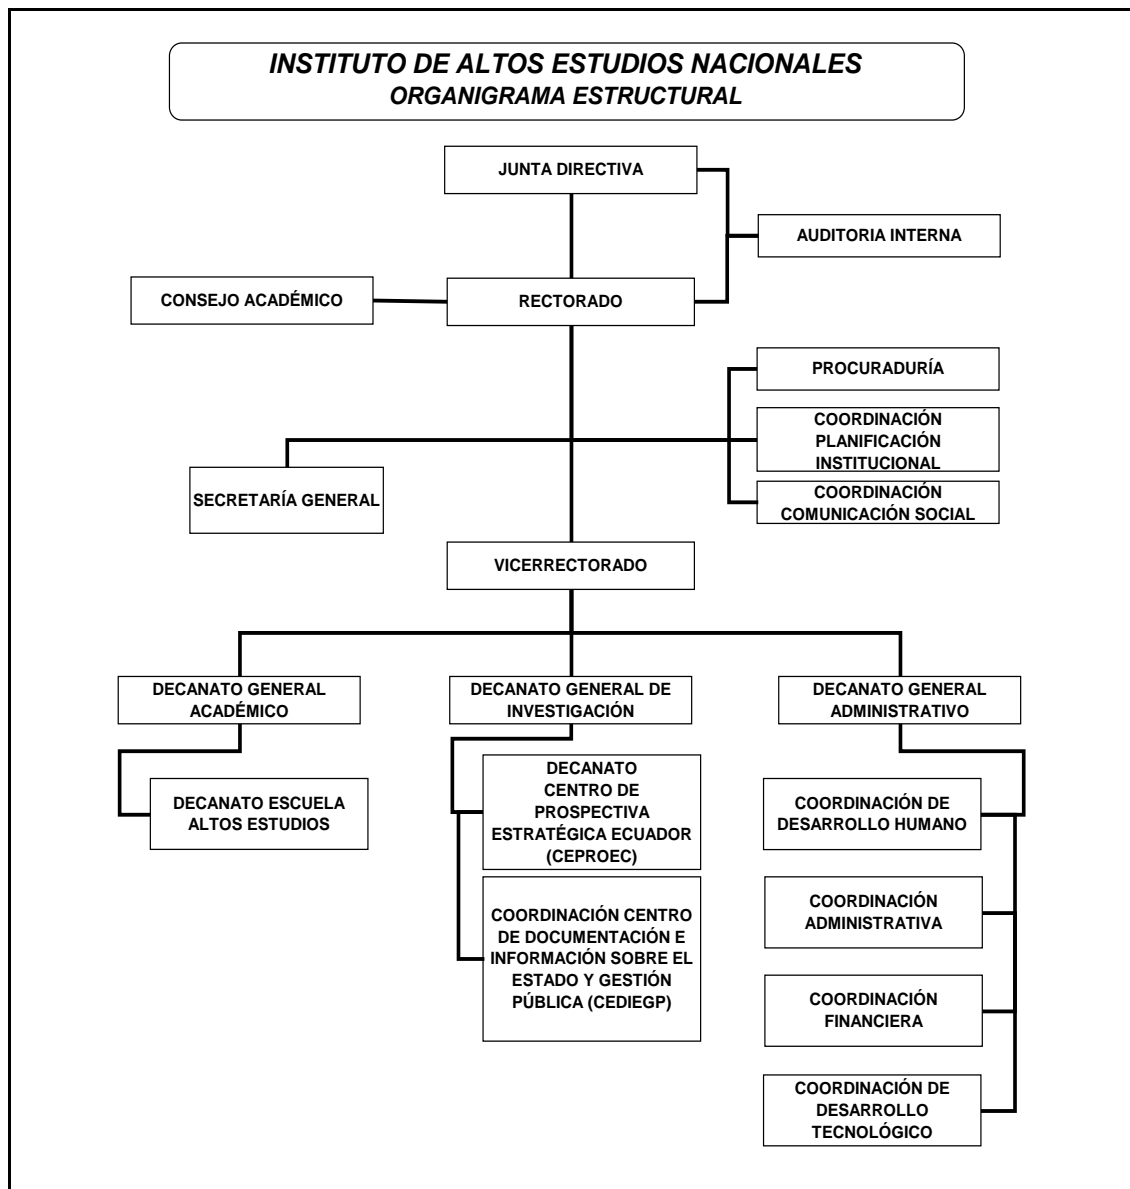 INSTITUTO DE ALTOS ESTUDIOS NACIONALES
ORGANIGRAMA ESTRUCTURAL
JUNTA DIRECTIVA
AUDITORIA INTERNA
CONSEJO ACADÉMICO
RECTORADO
PROCURADURÍA
COORDINACIÓN
PLANIFICACIÓN
INSTITUCIONAL
SECRETARÍA GENERAL
COORDINACIÓN
COMUNICACIÓN SOCIAL
VICERRECTORADO
DECANATO GENERAL
ACADÉMICO
DECANATO GENERAL DE
INVESTIGACIÓN
DECANATO GENERAL
ADMINISTRATIVO
DECANATO ESCUELA
ALTOS ESTUDIOS
DECANATO
CENTRO DE
PROSPECTIVA
ESTRATÉGICA ECUADOR
(CEPROEC)
COORDINACIÓN DE
DESARROLLO HUMANO
COORDINACIÓN CENTRO
DE DOCUMENTACIÓN E
INFORMACIÓN SOBRE EL
ESTADO Y GESTIÓN
PÚBLICA (CEDIEGP)
COORDINACIÓN
ADMINISTRATIVA
COORDINACIÓN
FINANCIERA
COORDINACIÓN DE
DESARROLLO
TECNOLÓGICO